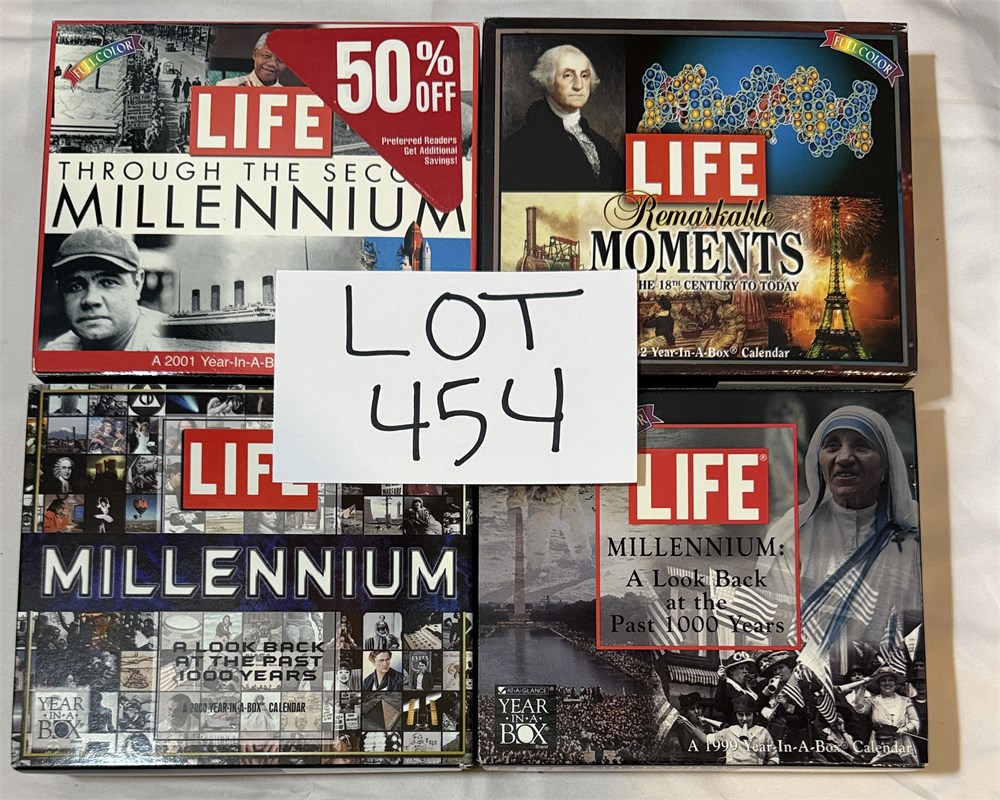 FULL COLOR
LIFE
50% OFF
Preferred Readers
Get Additional
Savings!
THROUGH THE SECO
MILLENNIUM
A 2001 Year-In-A-B
FULL COLOR
LIFE
Remarkable
MOMENTS
HE 18TH CENTURY TO TODAY
2 Year-In-A-Box® Calendar
LOT
454
LIFE
MILLENNIUM
A LOOK BACK
AT THE PAST
1000 YEARS
A 2000 YEAR-IN-A-BOX® CALENDAR
YEAR
·IN·A·
BOX
LIFE®
MILLENNIUM:
A Look Back
at the
Past 1000 Years
AT-A-GLANCE
YEAR
·IN·A·
BOX
A 1999 Year-In-A-Box® Calendar